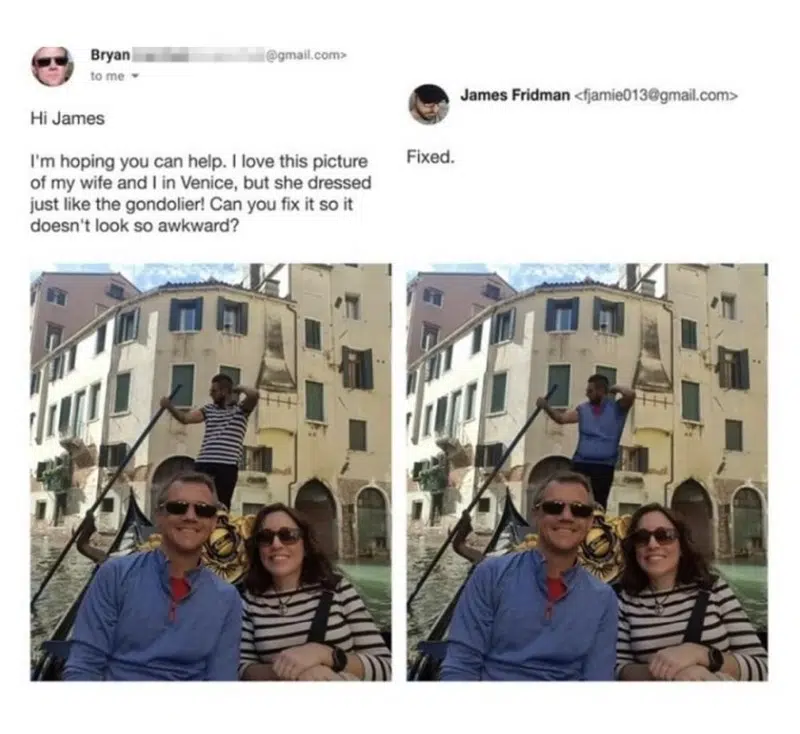 Bryan @gmail.com>
to me
Hi James
I'm hoping you can help. I love this picture
of my wife and I in Venice, but she dressed
just like the gondolier! Can you fix it so it
doesn't look so awkward?
James Fridman <fjamie013@gmail.com>
Fixed.